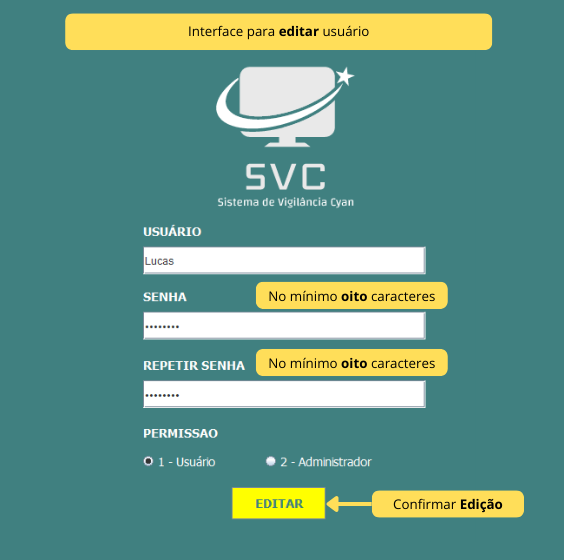 Interface para editar usuário
SVC
Sistema de Vigilância Cyan
USUÁRIO
Lucas
SENHA
No mínimo oito caracteres
••••••••
REPETIR SENHA
No mínimo oito caracteres
••••••••
PERMISSAO
1 - Usuário 2 - Administrador
EDITAR Confirmar Edição